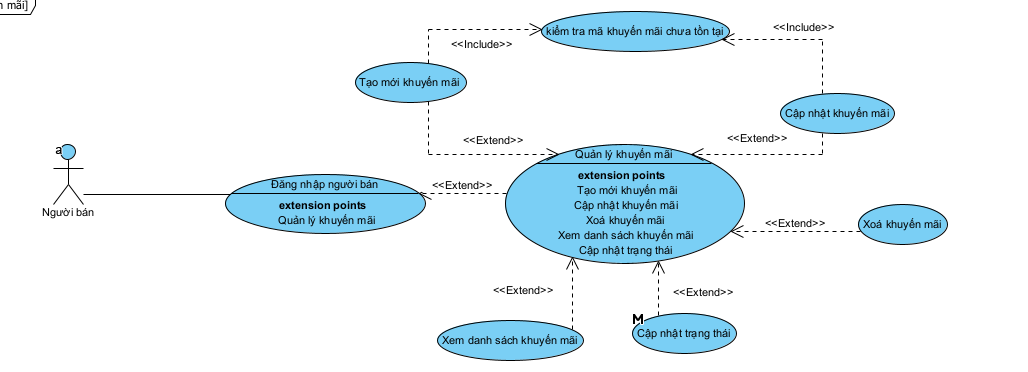 n mãi]
kiểm tra mã khuyến mãi chưa tồn tại
<<Include>>
<<Include>>
Tạo mới khuyến mãi
Cập nhật khuyến mãi
<<Extend>>
<<Extend>>
Quản lý khuyến mãi
extension points
Tạo mới khuyến mãi
Cập nhật khuyến mãi
Xoá khuyến mãi
Xem danh sách khuyến mãi
Cập nhật trạng thái
a
Người bán
Đăng nhập người bán
extension points
Quản lý khuyến mãi
<<Extend>>
<<Extend>>
Xoá khuyến mãi
<<Extend>>
<<Extend>>
Xem danh sách khuyến mãi
M
Cập nhật trạng thái